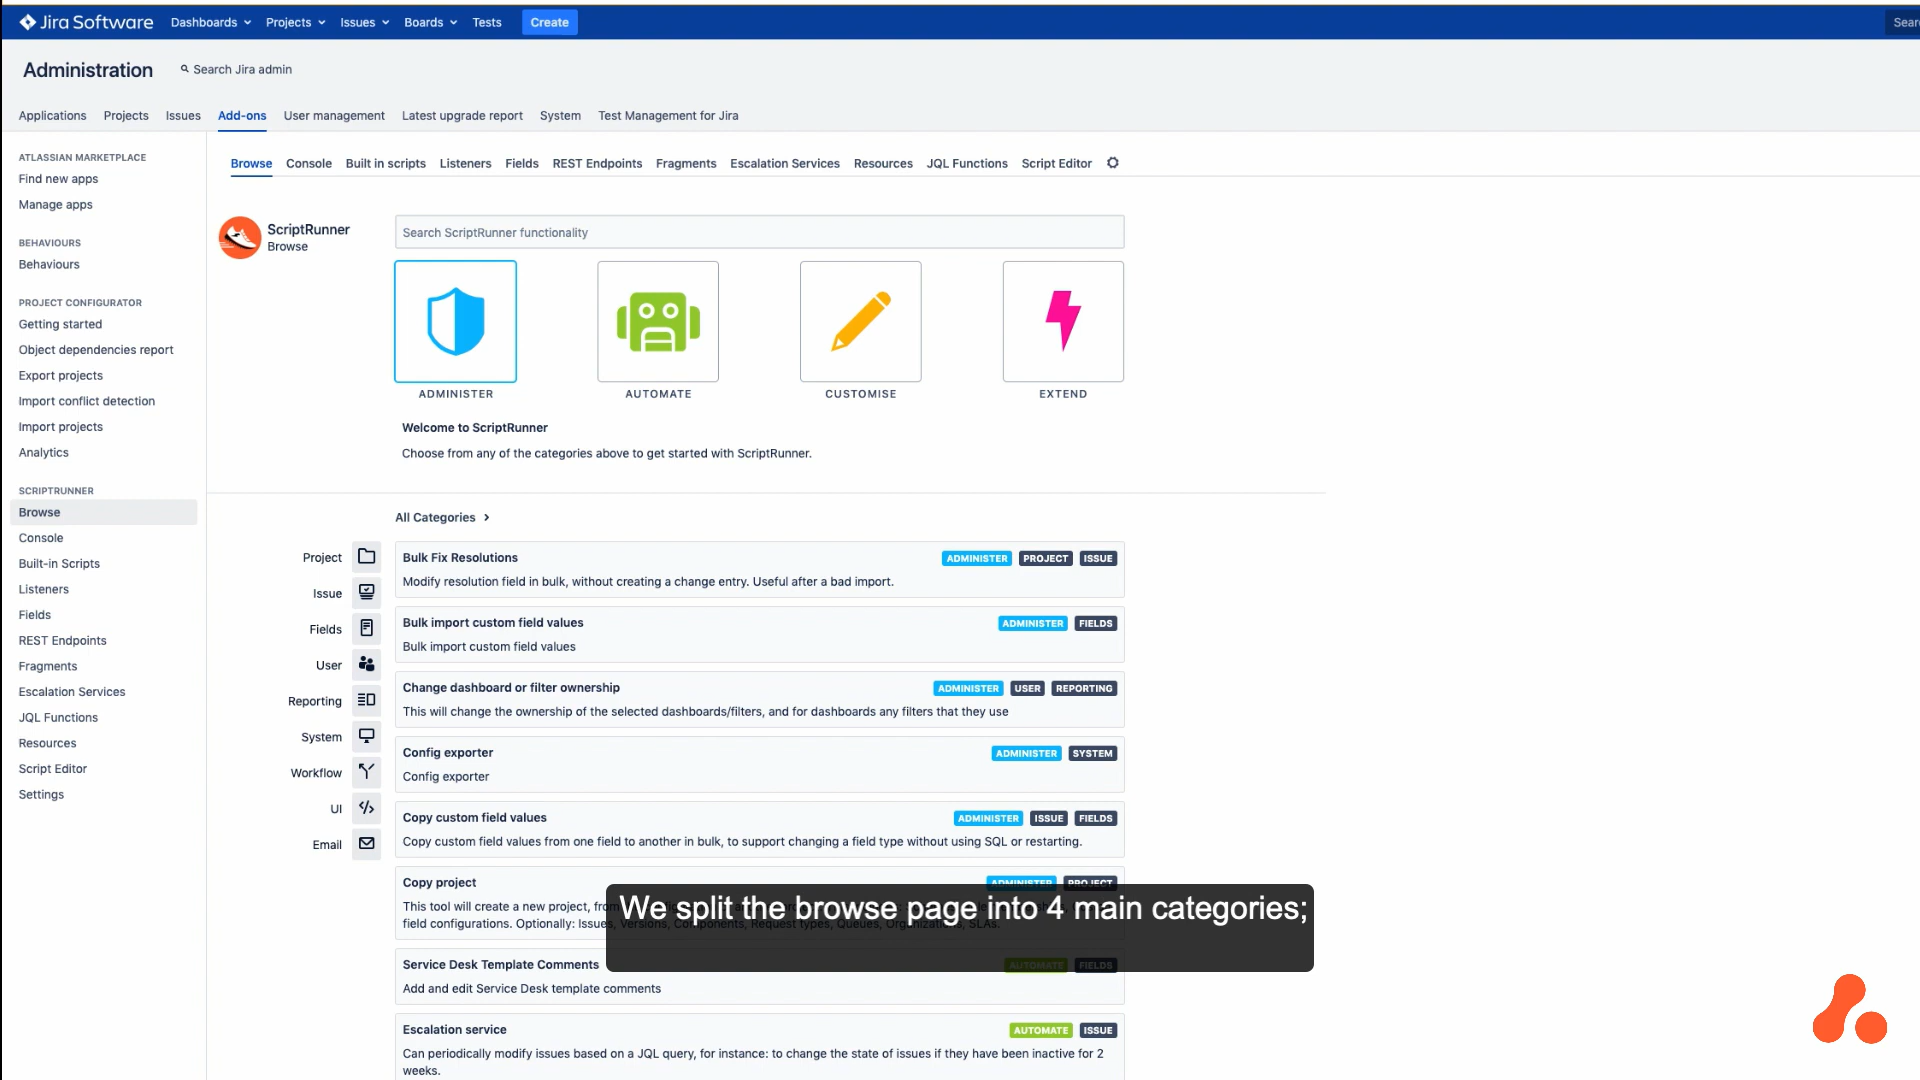 Jira Software Dashboards Projects Issues Boards Tests Create Sear
Administration Search Jira admin
Applications Projects Issues Add-ons User management Latest upgrade report System Test Management for Jira
ATLASSIAN MARKETPLACE
Find new apps
Manage apps
BEHAVIOURS
Behaviours
PROJECT CONFIGURATOR
Getting started
Object dependencies report
Export projects
Import conflict detection
Import projects
Analytics
SCRIPTRUNNER
Browse
Console
Built-in Scripts
Listeners
Fields
REST Endpoints
Fragments
Escalation Services
JQL Functions
Resources
Script Editor
Settings
Browse Console Built in scripts Listeners Fields REST Endpoints Fragments Escalation Services Resources JQL Functions Script Editor
ScriptRunner
Browse
Search ScriptRunner functionality
ADMINISTER AUTOMATE CUSTOMISE EXTEND
Welcome to ScriptRunner
Choose from any of the categories above to get started with ScriptRunner.
All Categories
Project
Issue
Fields
User
Reporting
System
Workflow
UI
Email
Bulk Fix Resolutions ADMINISTER PROJECT ISSUE
Modify resolution field in bulk, without creating a change entry. Useful after a bad import.
Bulk import custom field values ADMINISTER FIELDS
Bulk import custom field values
Change dashboard or filter ownership ADMINISTER USER REPORTING
This will change the ownership of the selected dashboards/filters, and for dashboards any filters that they use
Config exporter ADMINISTER SYSTEM
Config exporter
Copy custom field values ADMINISTER ISSUE FIELDS
Copy custom field values from one field to another in bulk, to support changing a field type without using SQL or restarting.
Copy project ADMINISTER PROJECT
This tool will create a new project, from
field configurations. Optionally: Issues, Versions, Components, Request types, Queues, Organizations, SLAs.
We split the browse page into 4 main categories;
Service Desk Template Comments AUTOMATE FIELDS
Add and edit Service Desk template comments
Escalation service AUTOMATE ISSUE
Can periodically modify issues based on a JQL query, for instance: to change the state of issues if they have been inactive for 2
weeks.